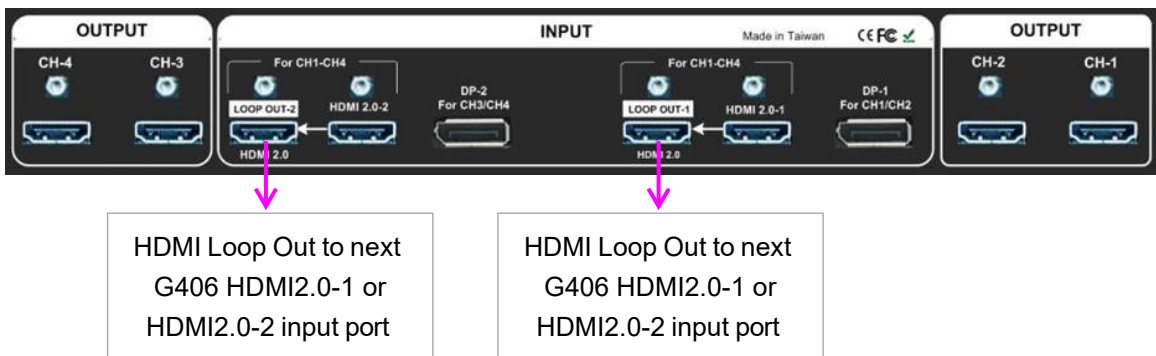 OUTPUT
INPUT
OUTPUT
Made in Taiwan
CE FC
CH-4
CH-3
For CH1-CH4
For CH1-CH4
CH-2
CH-1
DP-2
For CH3/CH4
DP-1
For CH1/CH2
LOOP OUT-2
HDMI 2.0-2
LOOP OUT-1
HDMI 2.0-1
HDMI 2.0
HDMI 2.0
HDMI Loop Out to next
G406 HDMI2.0-1 or
HDMI2.0-2 input port
HDMI Loop Out to next
G406 HDMI2.0-1 or
HDMI2.0-2 input port